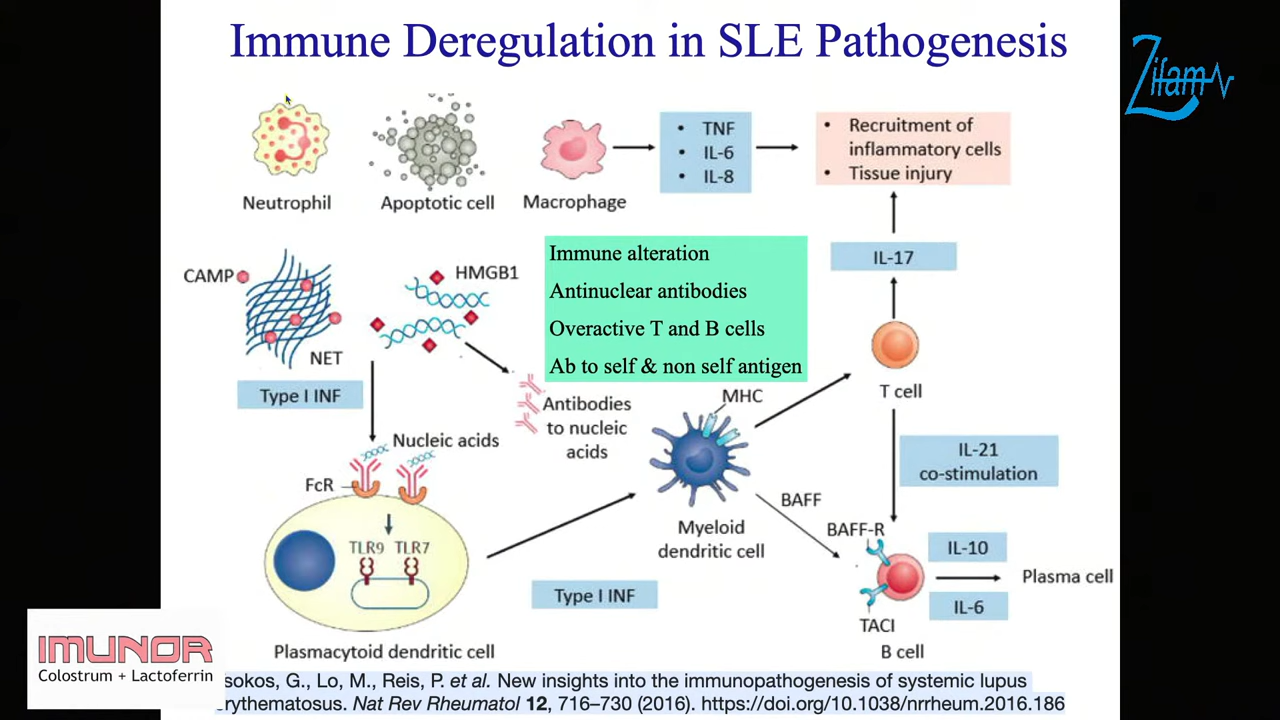 Immune Deregulation in SLE Pathogenesis
Zifam
Neutrophil
Apoptotic cell
Macrophage
• TNF
• IL-6
• IL-8
• Recruitment of
inflammatory cells
• Tissue injury
IL-17
CAMP
NET
HMGB1
Immune alteration
Antinuclear antibodies
Overactive T and B cells
Ab to self & non self antigen
Type I INF
Antibodies
to nucleic
acids
MHC
T cell
Nucleic acids
FcR
TLR9 TLR7
Myeloid
dendritic cell
IL-21
co-stimulation
BAFF
BAFF-R
IL-10
Plasma cell
IL-6
TACI
B cell
Type I INF
Plasmacytoid dendritic cell
IMUNOR
Colostrum + Lactoferrin
sokos, G., Lo, M., Reis, P. et al. New insights into the immunopathogenesis of systemic lupus
rythematosus. Nat Rev Rheumatol 12, 716–730 (2016). https://doi.org/10.1038/nrrheum.2016.186